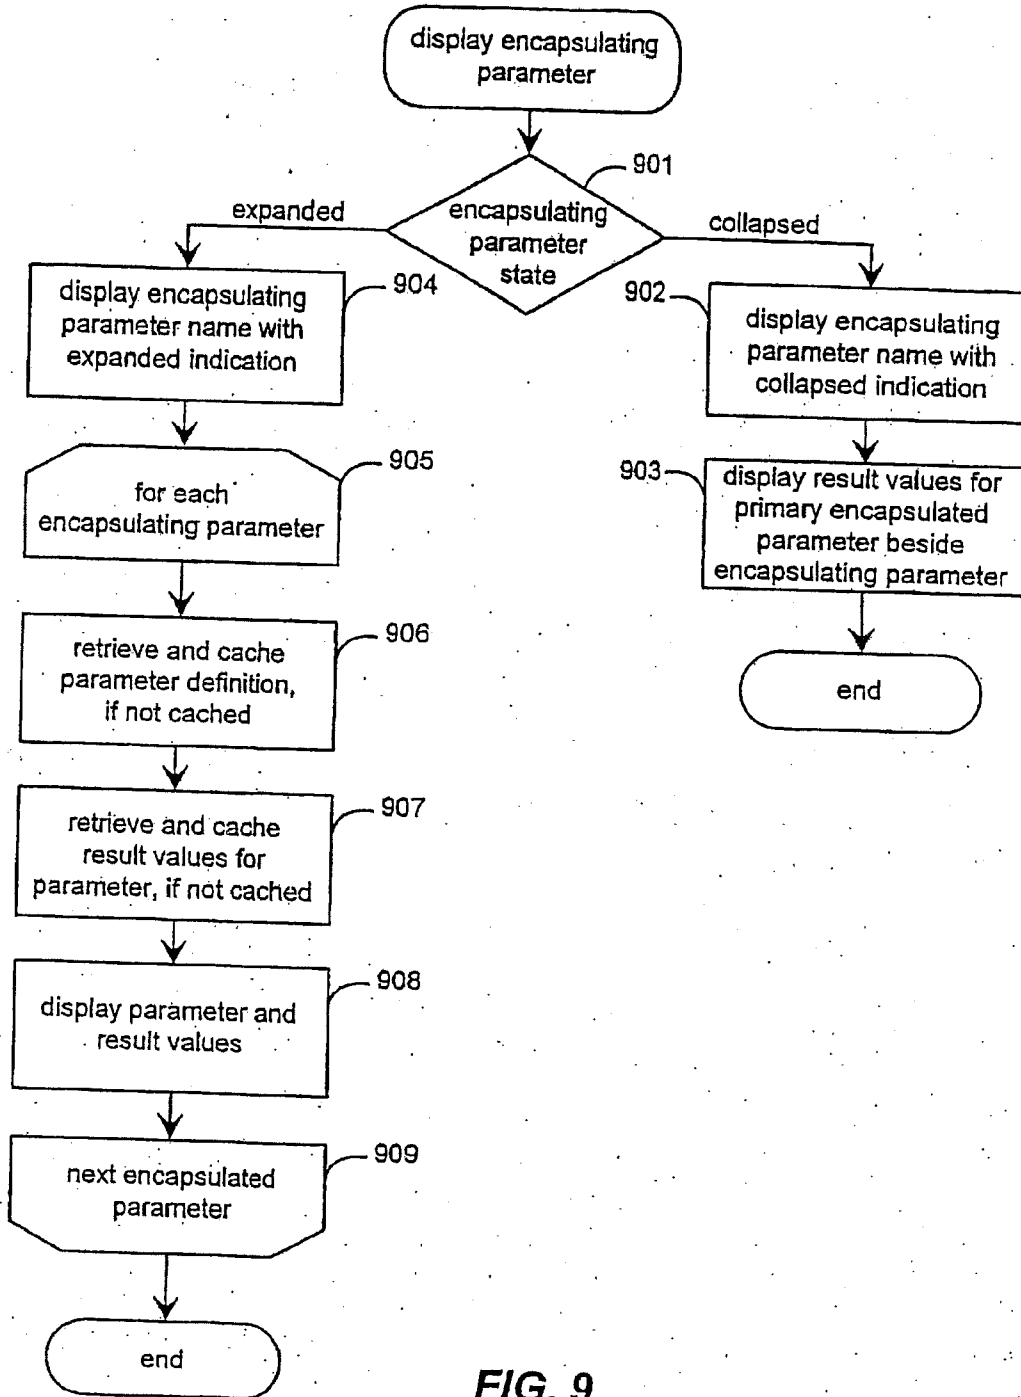 display encapsulating
parameter
901
encapsulating
parameter
state
expanded
collapsed
904
display encapsulating
parameter name with
expanded indication
902
display encapsulating
parameter name with
collapsed indication
905
for each
encapsulating parameter
903
display result values for
primary encapsulated
parameter beside
encapsulating parameter
906
retrieve and cache
parameter definition,
if not cached
end
907
retrieve and cache
result values for
parameter, if not cached
908
display parameter and
result values
909
next encapsulated
parameter
end
FIG. 9